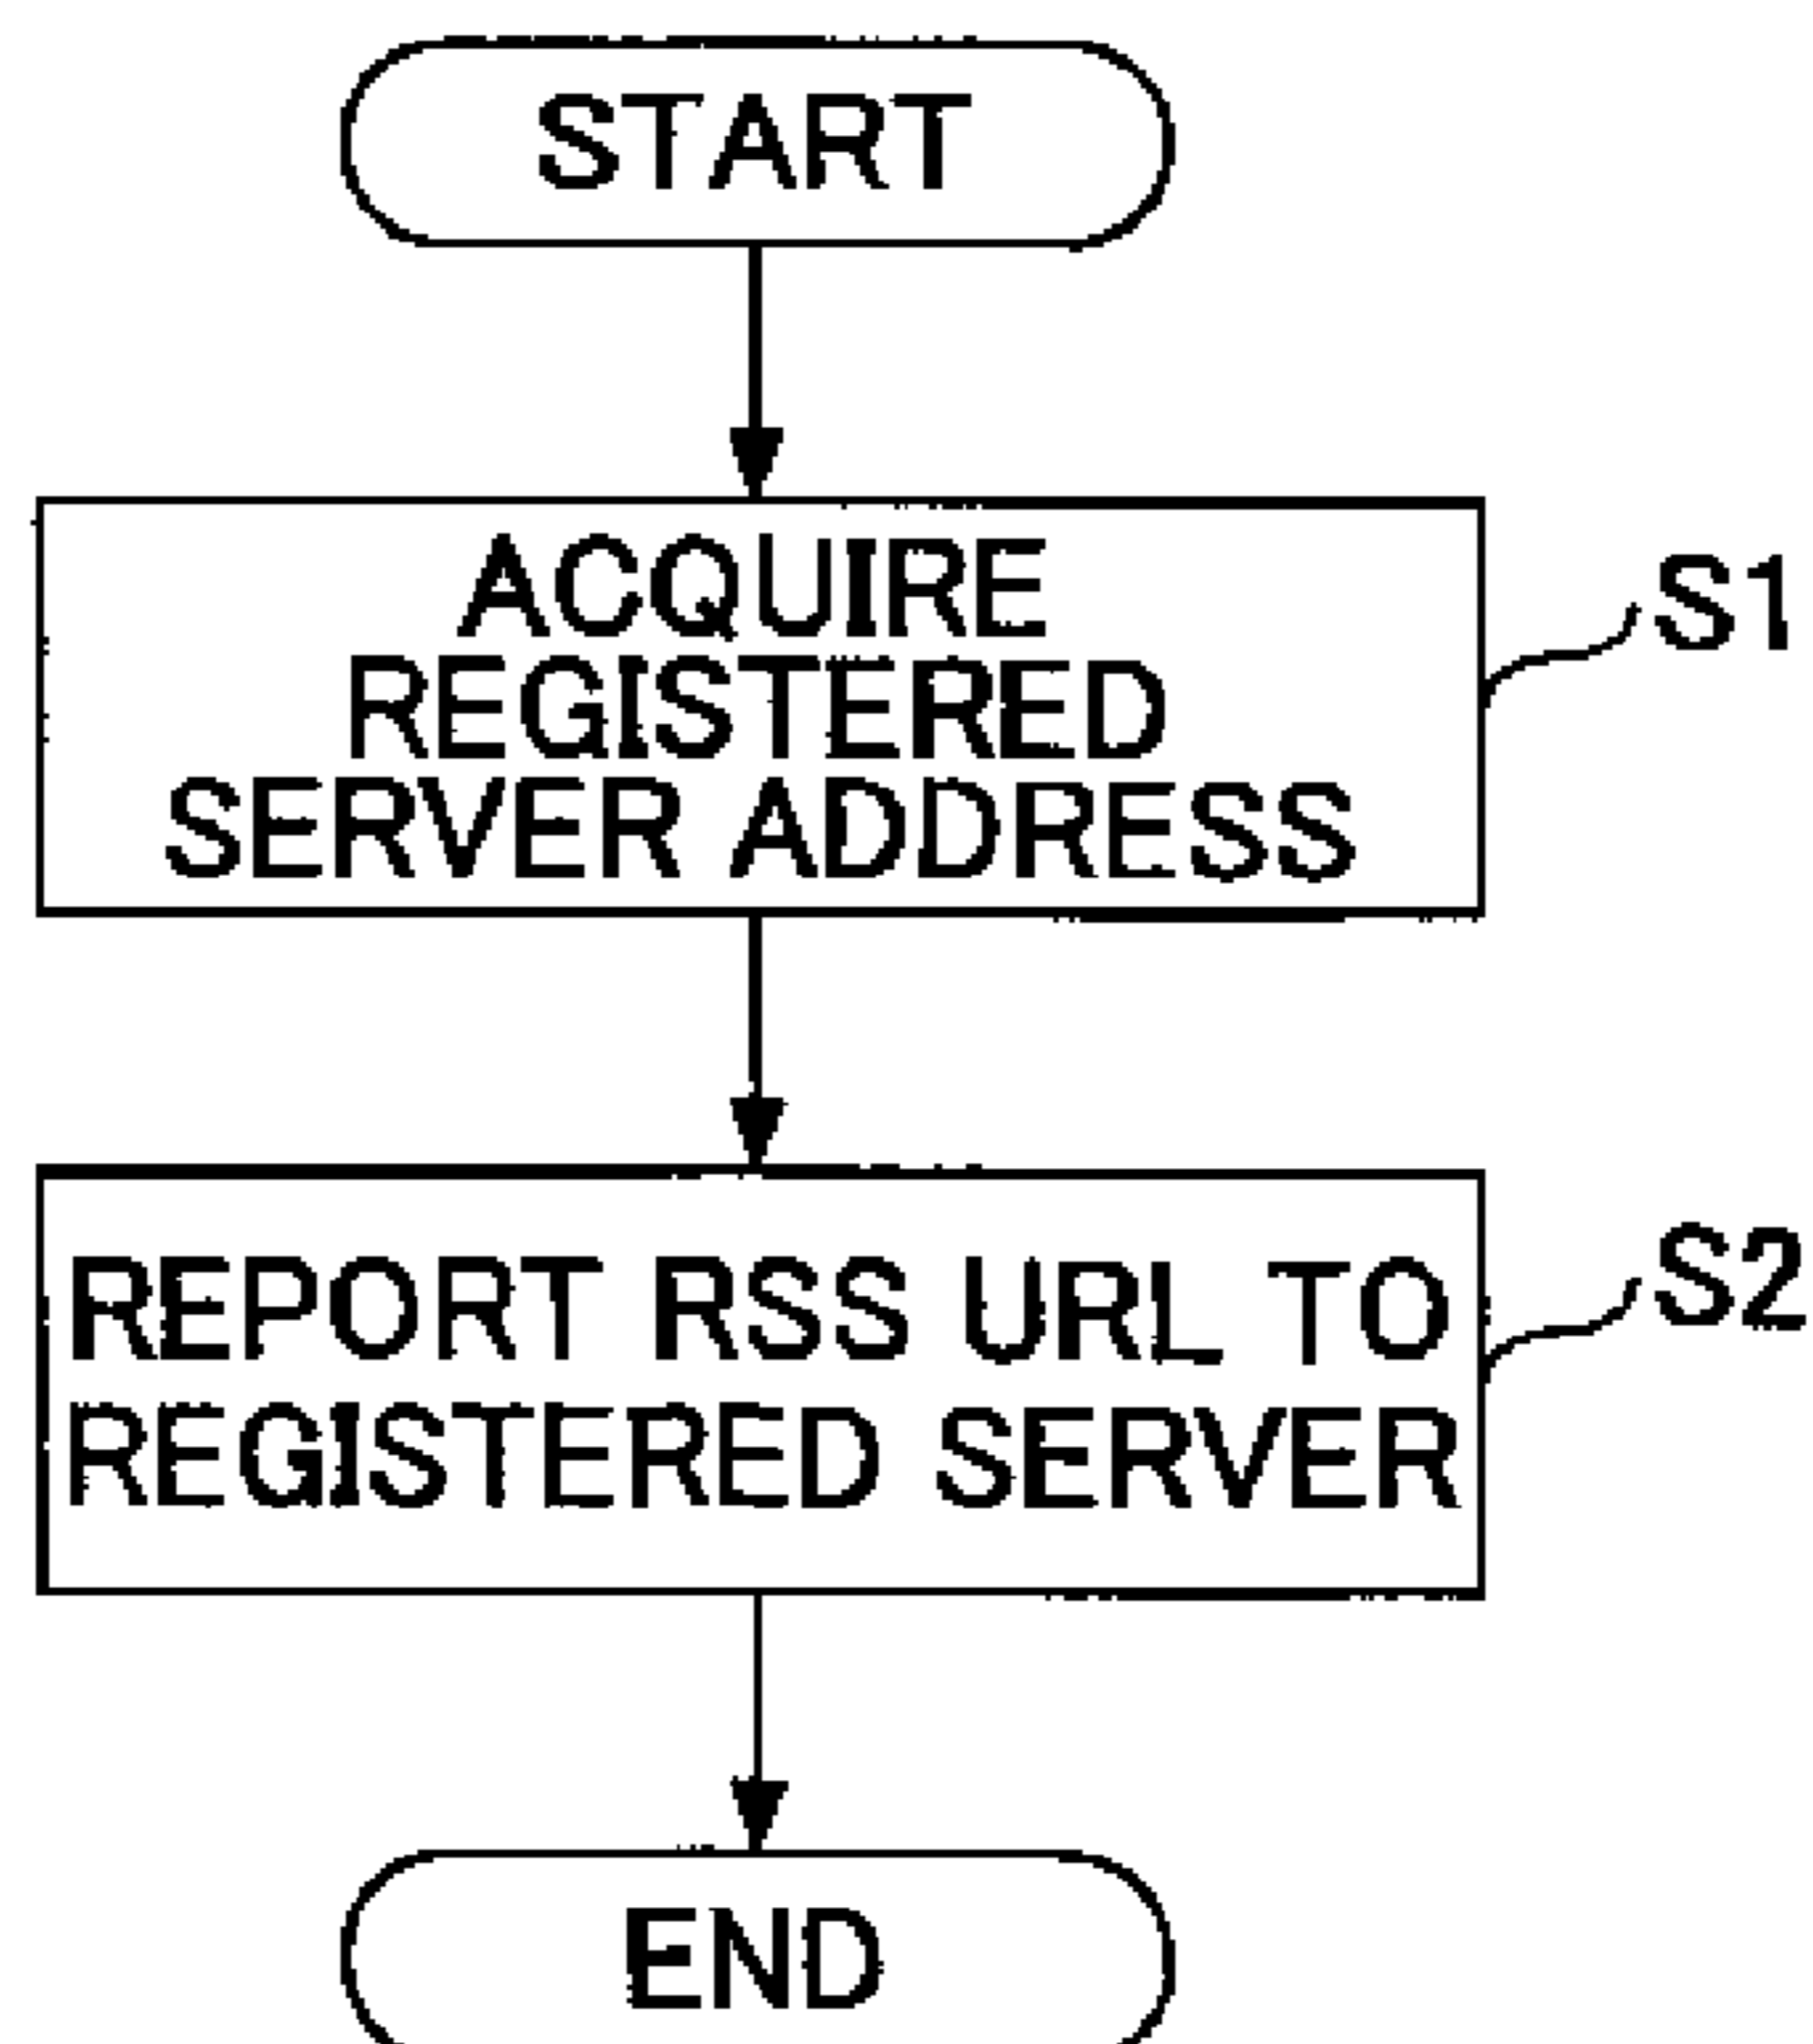 START
ACQUIRE
REGISTERED
SERVER ADDRESS
S1
REPORT RSS URL TO
REGISTERED SERVER
S2
END